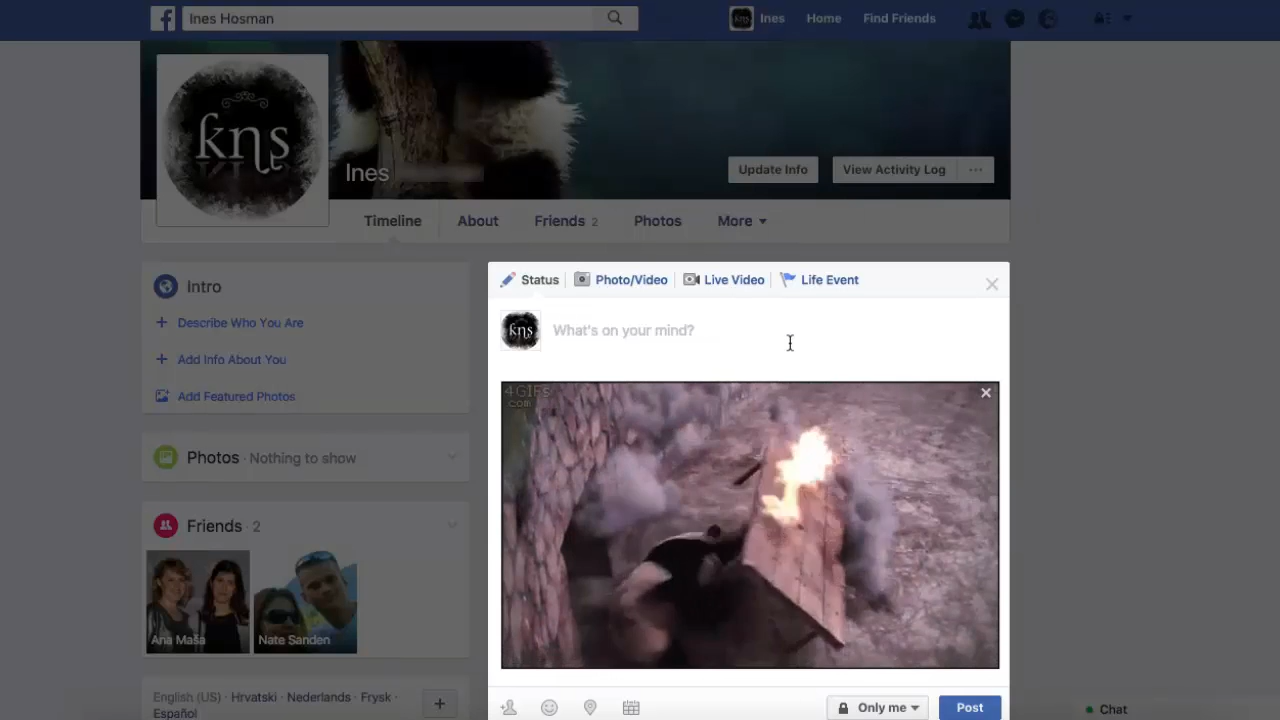 Ines Hosman
Ines
Home
Find Friends
kns
Ines
Update Info
View Activity Log
Timeline
About
Friends 2
Photos
More
Intro
Describe Who You Are
Add Info About You
Add Featured Photos
Photos · Nothing to show
Friends · 2
Ana Maša
Nate Sanden
English (US) · Hrvatski · Nederlands · Frysk ·
Español
Status
Photo/Video
Live Video
Life Event
kns
What's on your mind?
4GIFs
com
Only me
Post
Chat